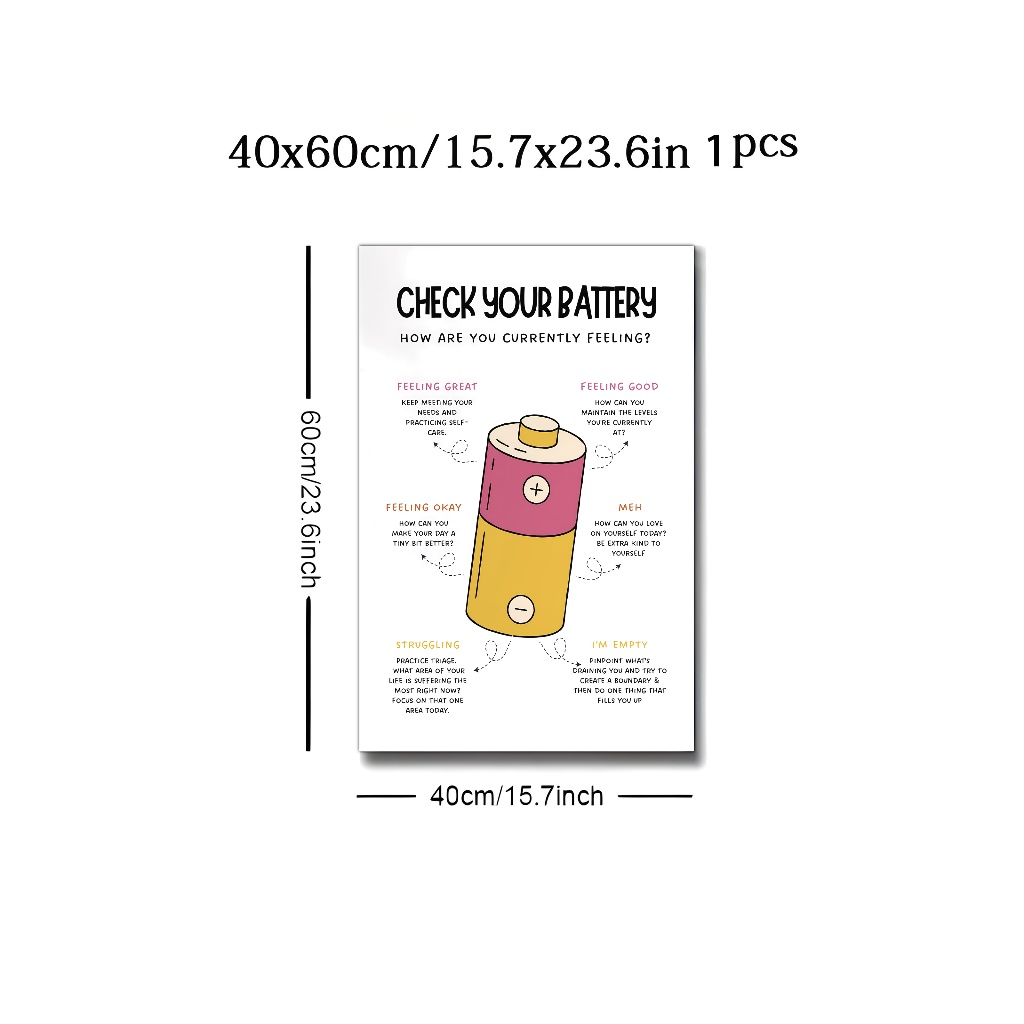 40x60cm/15.7x23.6in 1pcs
60cm/23.6inch
CHECK YOUR BATTERY
HOW ARE YOU CURRENTLY FEELING?
FEELING GREAT
KEEP MEETING YOUR
NEEDS AND
PRACTICING SELF-
CARE.
FEELING GOOD
HOW CAN YOU
MAINTAIN THE LEVELS
YOU'RE CURRENTLY
AT?
+
FEELING OKAY
HOW CAN YOU
MAKE YOUR DAY A
TINY BIT BETTER?
MEH
HOW CAN YOU LOVE
ON YOURSELF TODAY?
BE EXTRA KIND TO
YOURSELF
−
STRUGGLING
PRACTICE TRIAGE.
WHAT AREA OF YOUR
LIFE IS SUFFERING THE
MOST RIGHT NOW?
FOCUS ON THAT ONE
AREA TODAY.
I'M EMPTY
PINPOINT WHAT'S
DRAINING YOU AND TRY TO
CREATE A BOUNDARY &
THEN DO ONE THING THAT
FILLS YOU UP
40cm/15.7inch